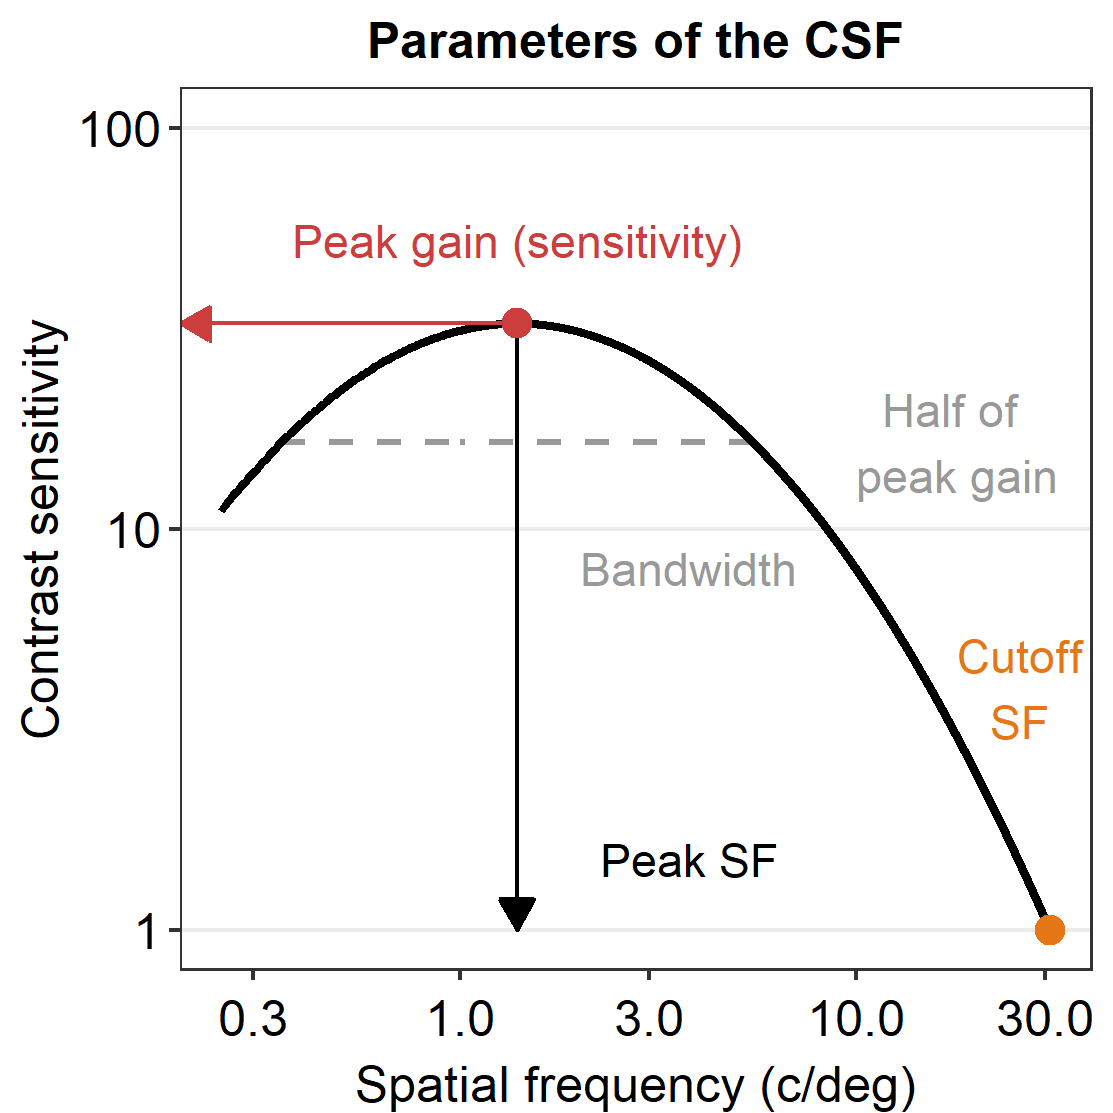 Parameters of the CSF
100
Peak gain (sensitivity)
Half of
peak gain
10
Bandwidth
Cutoff
SF
Peak SF
1
Contrast sensitivity
0.3 1.0 3.0 10.0 30.0
Spatial frequency (c/deg)